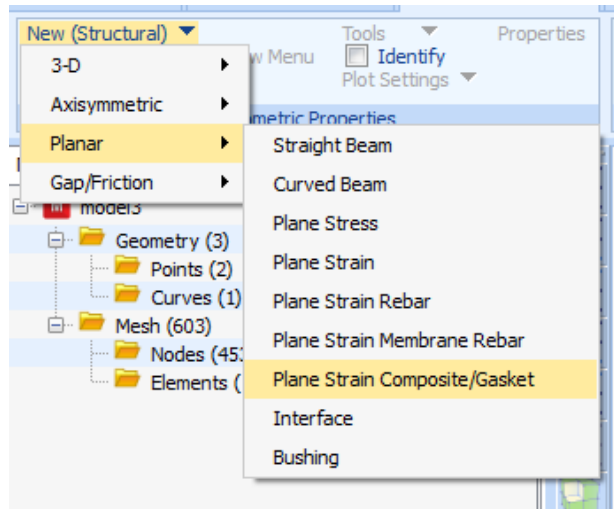 New (Structural)
Tools
Properties
3-D
Menu
Identify
Plot Settings
Axisymmetric
Properties
Planar
Straight Beam
Gap/Friction
Curved Beam
model3
Plane Stress
Geometry (3)
Points (2)
Plane Strain
Curves (1)
Plane Strain Rebar
Mesh (603)
Plane Strain Membrane Rebar
Nodes (453
Elements (
Plane Strain Composite/Gasket
Interface
Bushing